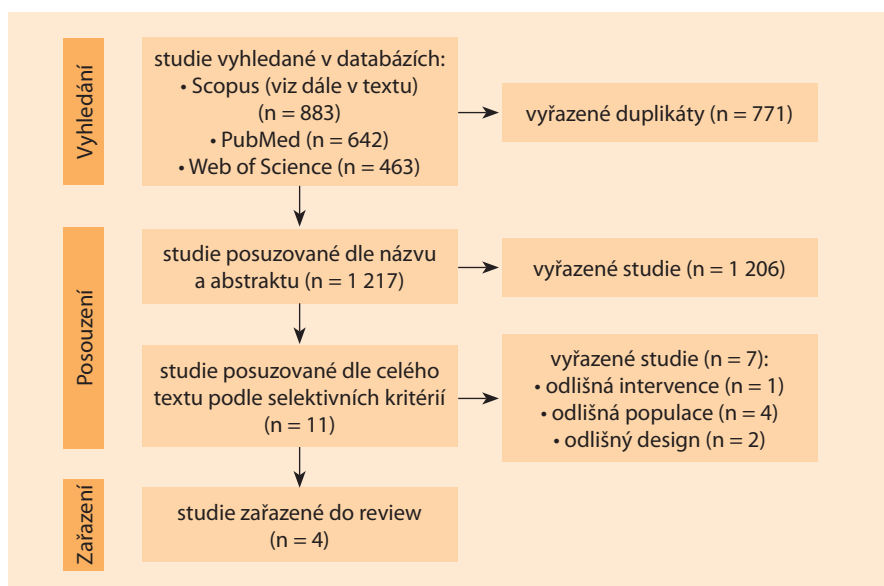 Vyhledání
studie vyhledané v databázích:
• Scopus (viz dále v textu)
(n = 883)
• PubMed (n = 642)
• Web of Science (n = 463)
vyřazené duplikáty (n = 771)
Posouzení
studie posuzované dle názvu
a abstraktu (n = 1 217)
vyřazené studie (n = 1 206)
studie posuzované dle celého
textu podle selektivních kritérií
(n = 11)
vyřazené studie (n = 7):
• odlišná intervence (n = 1)
• odlišná populace (n = 4)
• odlišný design (n = 2)
Zařazení
studie zařazené do review
(n = 4)